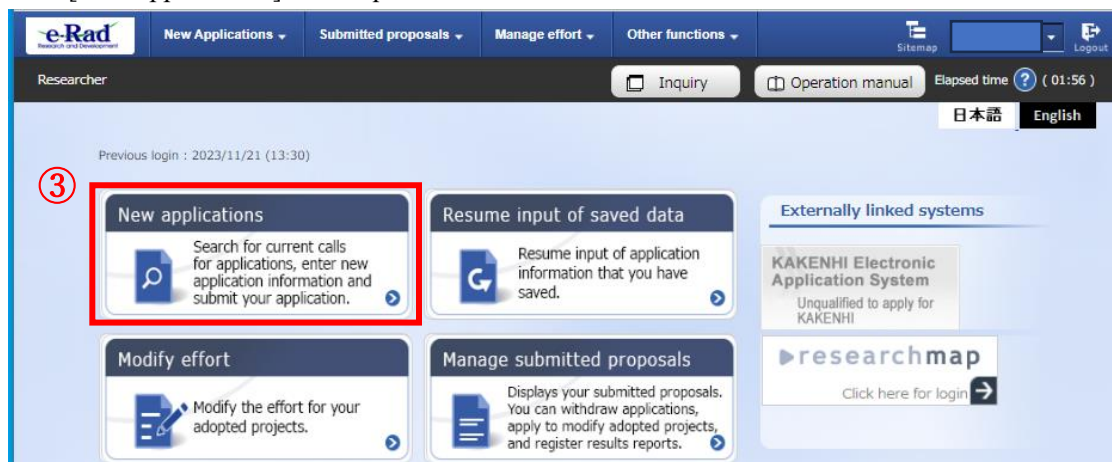 e-Rad
Research and Development
New Applications
Submitted proposals
Manage effort
Other functions
Sitemap
Logout
Researcher
Inquiry
Operation manual
Elapsed time ? ( 01:56 )
日本語 English
Previous login : 2023/11/21 (13:30)
③
New applications
Search for current calls
for applications, enter new
application information and
submit your application.
Resume input of saved data
Resume input of application
information that you have
saved.
Externally linked systems
KAKENHI Electronic
Application System
Unqualified to apply for
KAKENHI
Modify effort
Modify the effort for your
adopted projects.
Manage submitted proposals
Displays your submitted proposals.
You can withdraw applications,
apply to modify adopted projects,
and register results reports.
researchmap
Click here for login